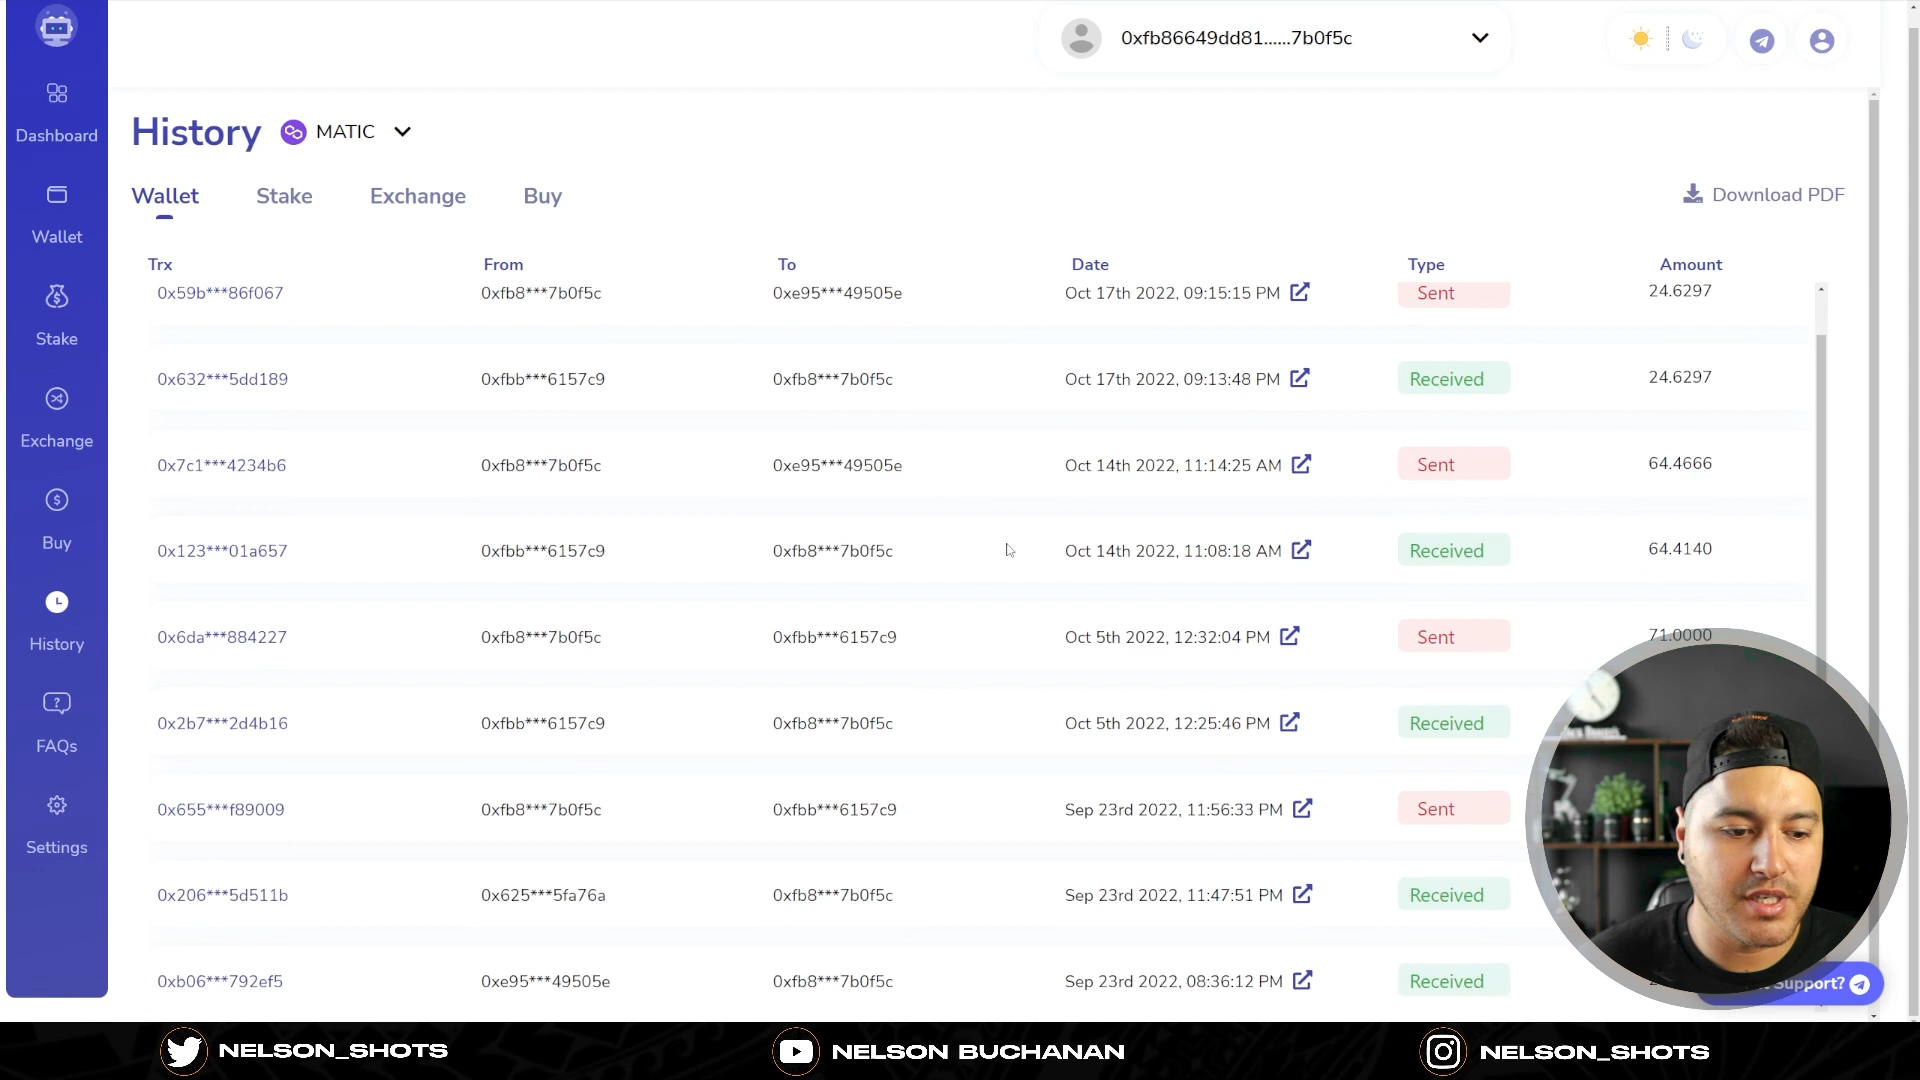 0xfb86649dd81......7b0f5c
Dashboard
Wallet
Stake
Exchange
Buy
History
FAQs
Settings
History MATIC
Wallet Stake Exchange Buy
Download PDF
Trx From To Date Type Amount
0x59b***86f067 0xfb8***7b0f5c 0xe95***49505e Oct 17th 2022, 09:15:15 PM Sent 24.6297
0x632***5dd189 0xfbb***6157c9 0xfb8***7b0f5c Oct 17th 2022, 09:13:48 PM Received 24.6297
0x7c1***4234b6 0xfb8***7b0f5c 0xe95***49505e Oct 14th 2022, 11:14:25 AM Sent 64.4666
0x123***01a657 0xfbb***6157c9 0xfb8***7b0f5c Oct 14th 2022, 11:08:18 AM Received 64.4140
0x6da***884227 0xfb8***7b0f5c 0xfbb***6157c9 Oct 5th 2022, 12:32:04 PM Sent 71.0000
0x2b7***2d4b16 0xfbb***6157c9 0xfb8***7b0f5c Oct 5th 2022, 12:25:46 PM Received
0x655***f89009 0xfb8***7b0f5c 0xfbb***6157c9 Sep 23rd 2022, 11:56:33 PM Sent
0x206***5d511b 0x625***5fa76a 0xfb8***7b0f5c Sep 23rd 2022, 11:47:51 PM Received
0xb06***792ef5 0xe95***49505e 0xfb8***7b0f5c Sep 23rd 2022, 08:36:12 PM Received
Support?
NELSON_SHOTS NELSON BUCHANAN NELSON_SHOTS